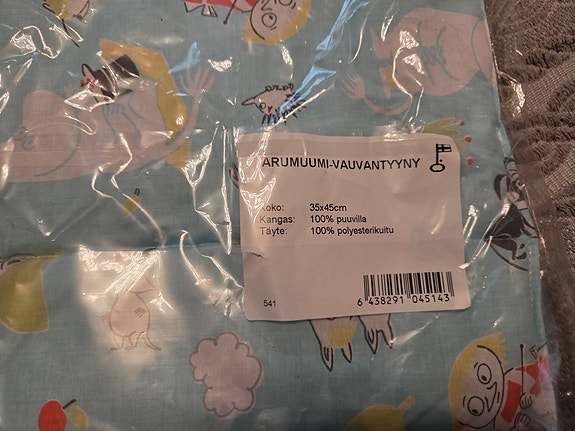 ARUMUUMI-VAUVANTYYNY
Koko: 35x45cm
Kangas: 100% puuvilla
Täyte: 100% polyesterikuitu
541
6 438291 045143